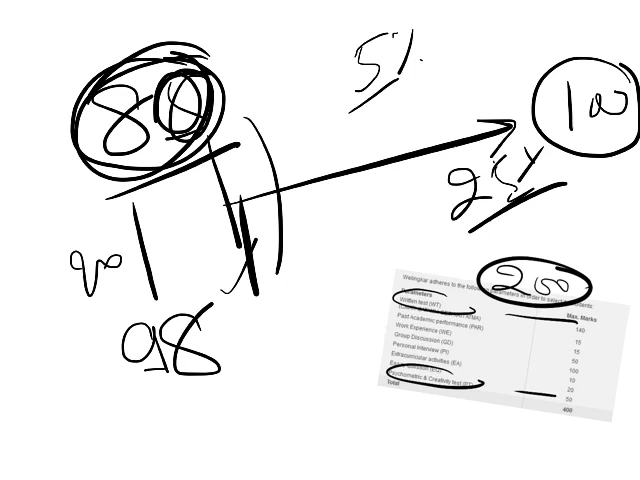 5%
80
100
25%
90
98
250
Welingkar adheres to the following parameters in order to select students:
Parameters Max. Marks
Written test (WT) 140
Past Academic performance (PAR) 15
Work Experience (WE) 15
Group Discussion (GD) 50
Personal Interview (PI) 100
Extracurricular activities (EA) 10
20
Psychometric & Creativity test (PT) 50
Total 400